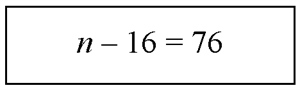 n – 16 = 76